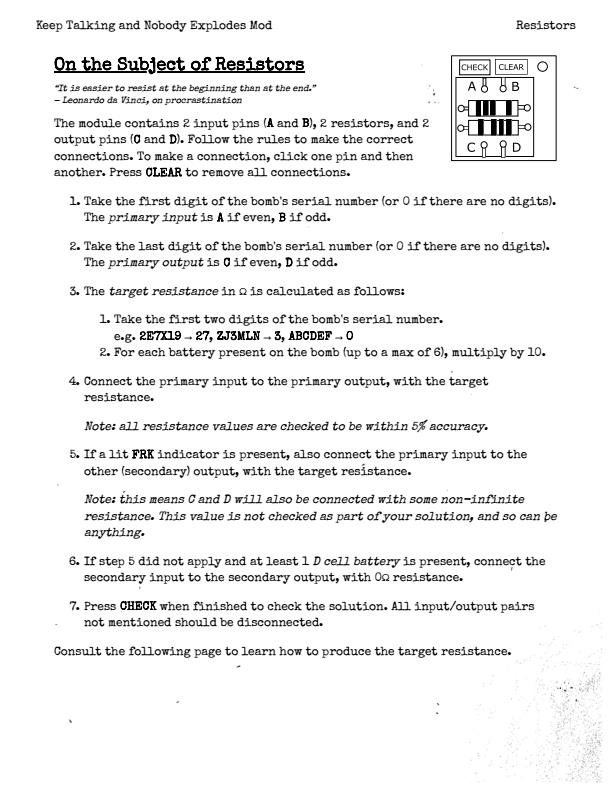 Keep Talking and Nobody Explodes Mod
Resistors
On the Subject of Resistors
CHECK CLEAR
A B
C D
“It is easier to resist at the beginning than at the end.”
– Leonardo da Vinci, on procrastination
The module contains 2 input pins (A and B), 2 resistors, and 2
output pins (C and D). Follow the rules to make the correct
connections. To make a connection, click one pin and then
another. Press CLEAR to remove all connections.
1. Take the first digit of the bomb's serial number (or 0 if there are no digits).
The primary input is A if even, B if odd.
2. Take the last digit of the bomb's serial number (or 0 if there are no digits).
The primary output is C if even, D if odd.
3. The target resistance in Ω is calculated as follows:
1. Take the first two digits of the bomb's serial number.
e.g. 2E7X19 → 27, ZJ3MLN → 3, ABCDEF → 0
2. For each battery present on the bomb (up to a max of 6), multiply by 10.
4. Connect the primary input to the primary output, with the target
resistance.
Note: all resistance values are checked to be within 5% accuracy.
5. If a lit FRK indicator is present, also connect the primary input to the
other (secondary) output, with the target resistance.
Note: this means C and D will also be connected with some non-infinite
resistance. This value is not checked as part of your solution, and so can be
anything.
6. If step 5 did not apply and at least 1 D cell battery is present, connect the
secondary input to the secondary output, with 0Ω resistance.
7. Press CHECK when finished to check the solution. All input/output pairs
not mentioned should be disconnected.
Consult the following page to learn how to produce the target resistance.